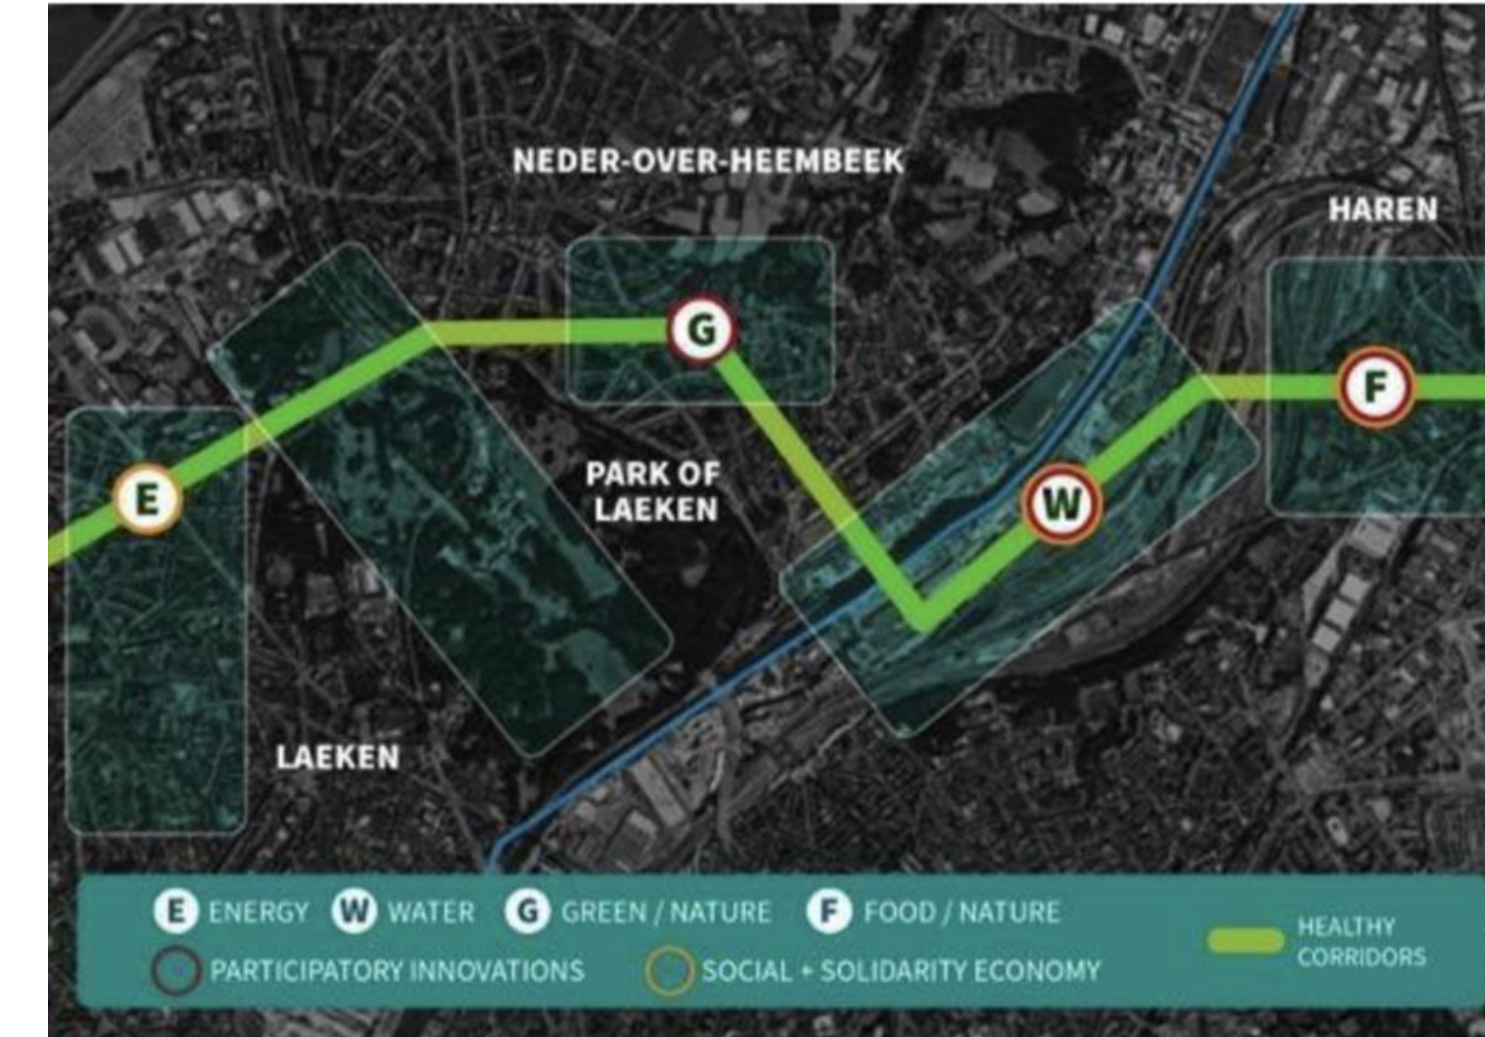 NEDER-OVER-HEEMBEEK
HAREN
G
F
PARK OF
LAEKEN
E
W
LAEKEN
E ENERGY W WATER G GREEN / NATURE F FOOD / NATURE
PARTICIPATORY INNOVATIONS SOCIAL + SOLIDARITY ECONOMY
HEALTHY
CORRIDORS